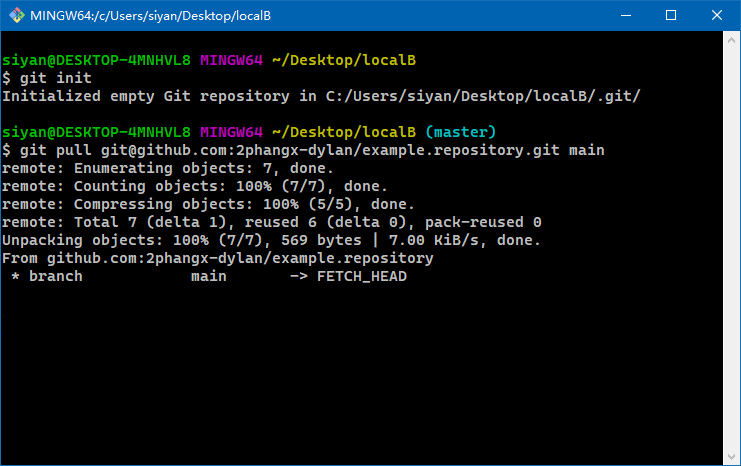 MINGW64:/c/Users/siyan/Desktop/localB
siyan@DESKTOP-4MNHVL8 MINGW64 ~/Desktop/localB
$ git init
Initialized empty Git repository in C:/Users/siyan/Desktop/localB/.git/
siyan@DESKTOP-4MNHVL8 MINGW64 ~/Desktop/localB (master)
$ git pull git@github.com:2phangx-dylan/example.repository.git main
remote: Enumerating objects: 7, done.
remote: Counting objects: 100% (7/7), done.
remote: Compressing objects: 100% (5/5), done.
remote: Total 7 (delta 1), reused 6 (delta 0), pack-reused 0
Unpacking objects: 100% (7/7), 569 bytes | 7.00 KiB/s, done.
From github.com:2phangx-dylan/example.repository
 * branch            main       -> FETCH_HEAD